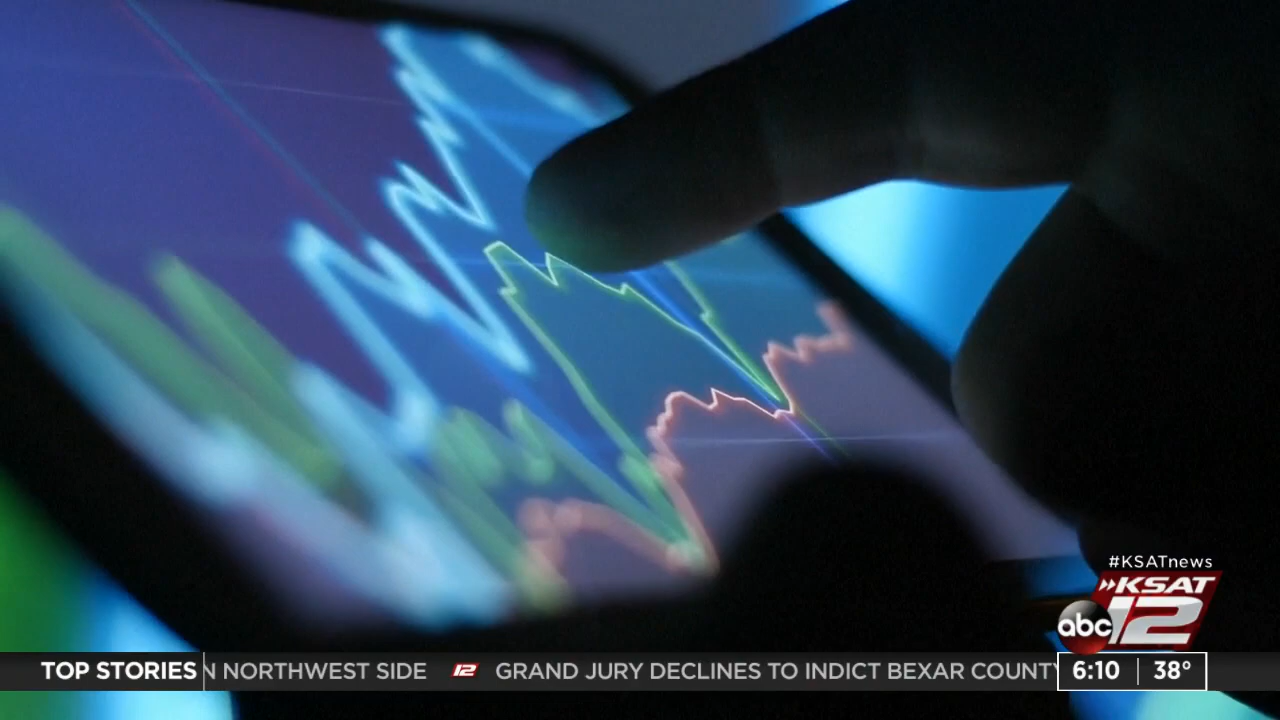 #KSATnews
KSAT
abc 12
TOP STORIES N NORTHWEST SIDE 12 GRAND JURY DECLINES TO INDICT BEXAR COUNTY 6:10 38°